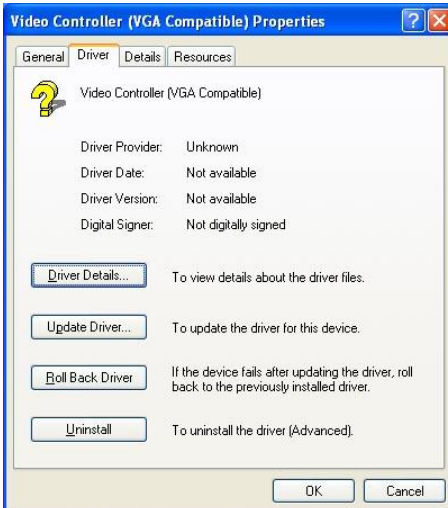 Video Controller (VGA Compatible) Properties
General Driver Details Resources
Video Controller (VGA Compatible)
Driver Provider: Unknown
Driver Date: Not available
Driver Version: Not available
Digital Signer: Not digitally signed
Driver Details... To view details about the driver files.
Update Driver... To update the driver for this device.
Roll Back Driver If the device fails after updating the driver, roll
back to the previously installed driver.
Uninstall To uninstall the driver (Advanced).
OK Cancel